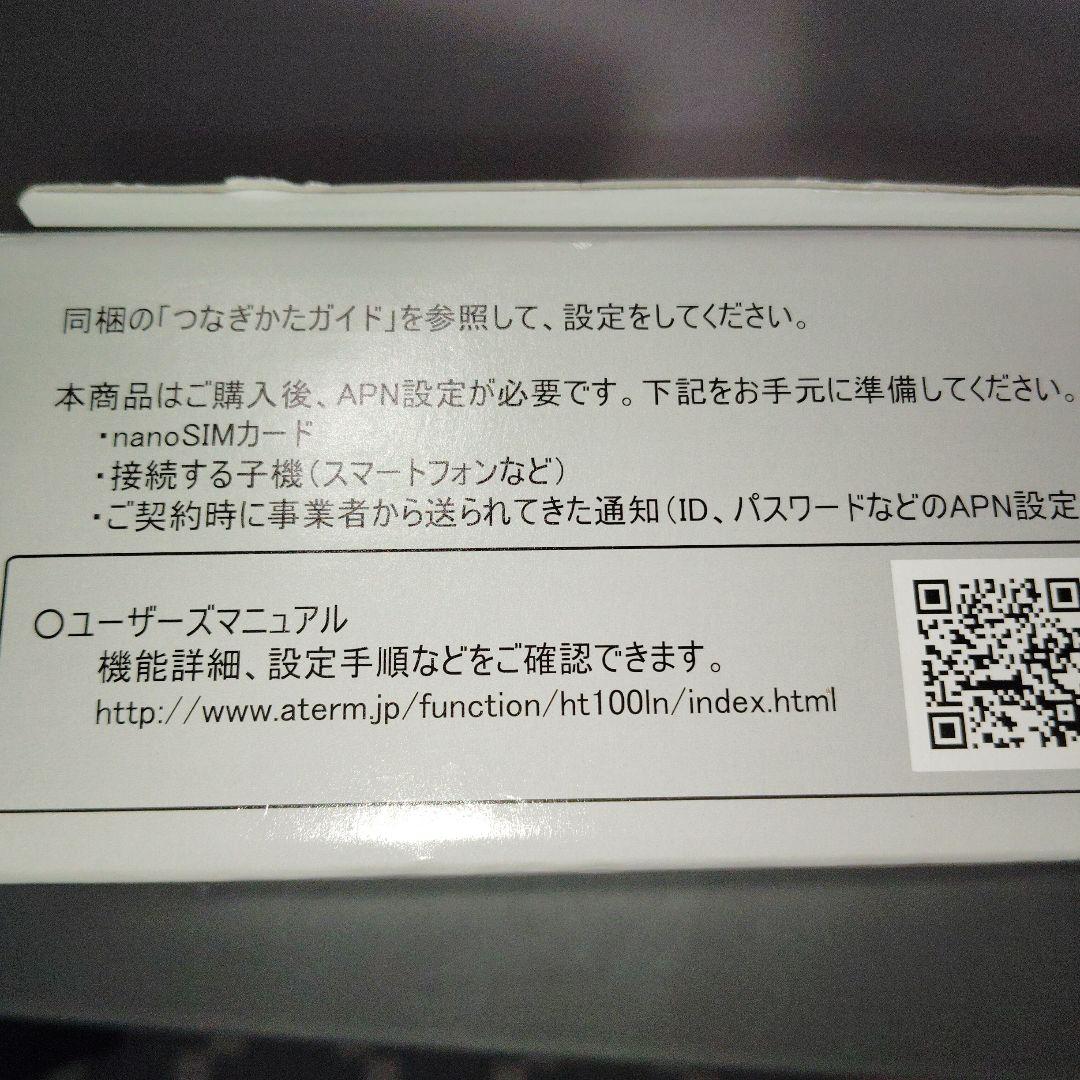 同梱の「つなぎかたガイド」を参照して、設定をしてください。
本商品はご購入後、APN設定が必要です。下記をお手元に準備してください。
・nanoSIMカード
・接続する子機(スマートフォンなど)
・ご契約時に事業者から送られてきた通知(ID、パスワードなどのAPN設定
〇ユーザーズマニュアル
機能詳細、設定手順などをご確認できます。
http://www.aterm.jp/function/ht100ln/index.html